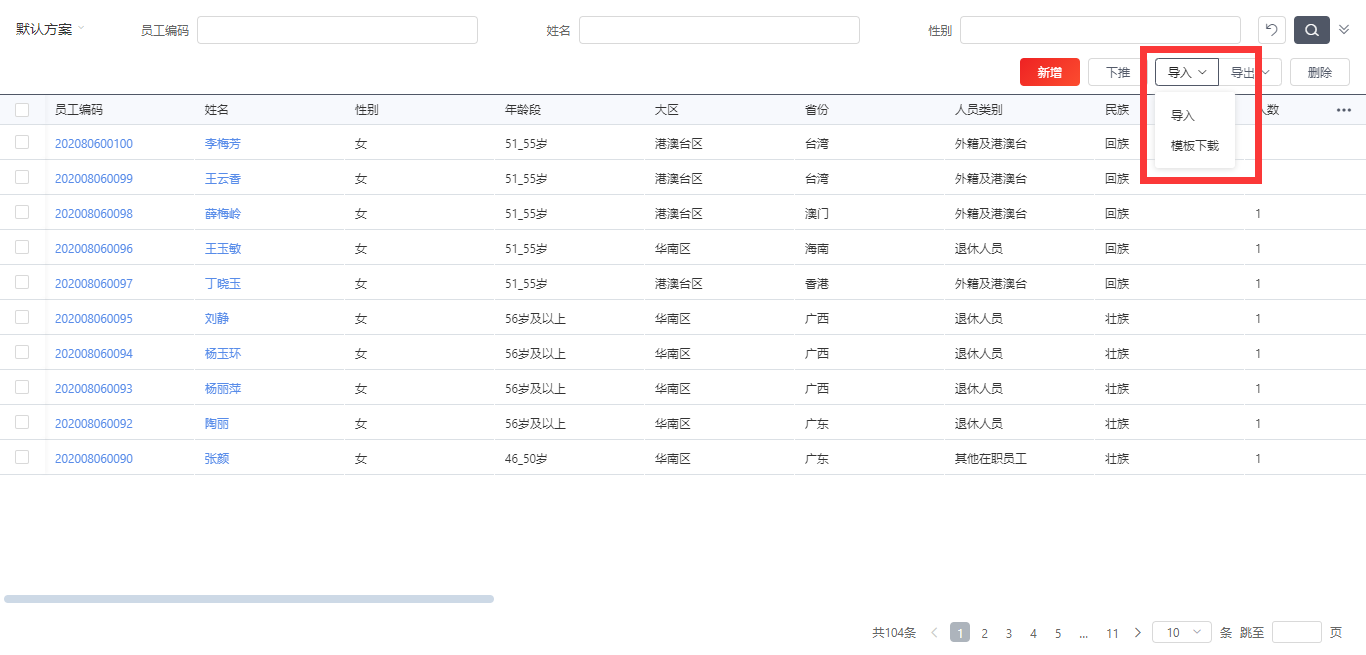 默认方案 员工编码 姓名 性别
新增 下推 导入 导出 删除
员工编码 姓名 性别 年龄段 大区 省份 人员类别 民族 人数 •••
导入
模板下载
202080600100 李梅芳 女 51_55岁 港澳台区 台湾 外籍及港澳台 回族
202008060099 王云香 女 51_55岁 港澳台区 台湾 外籍及港澳台 回族
202008060098 薛梅岭 女 51_55岁 港澳台区 澳门 外籍及港澳台 回族 1
202008060096 王玉敏 女 51_55岁 华南区 海南 退休人员 回族 1
202008060097 丁晓玉 女 51_55岁 港澳台区 香港 外籍及港澳台 回族 1
202008060095 刘静 女 56岁及以上 华南区 广西 退休人员 壮族 1
202008060094 杨玉环 女 56岁及以上 华南区 广西 退休人员 壮族 1
202008060093 杨丽萍 女 56岁及以上 华南区 广西 退休人员 壮族 1
202008060092 陶丽 女 56岁及以上 华南区 广东 退休人员 壮族 1
202008060090 张颜 女 46_50岁 华南区 广东 其他在职员工 壮族 1
共104条 1 2 3 4 5 ... 11 10 条 跳至 页